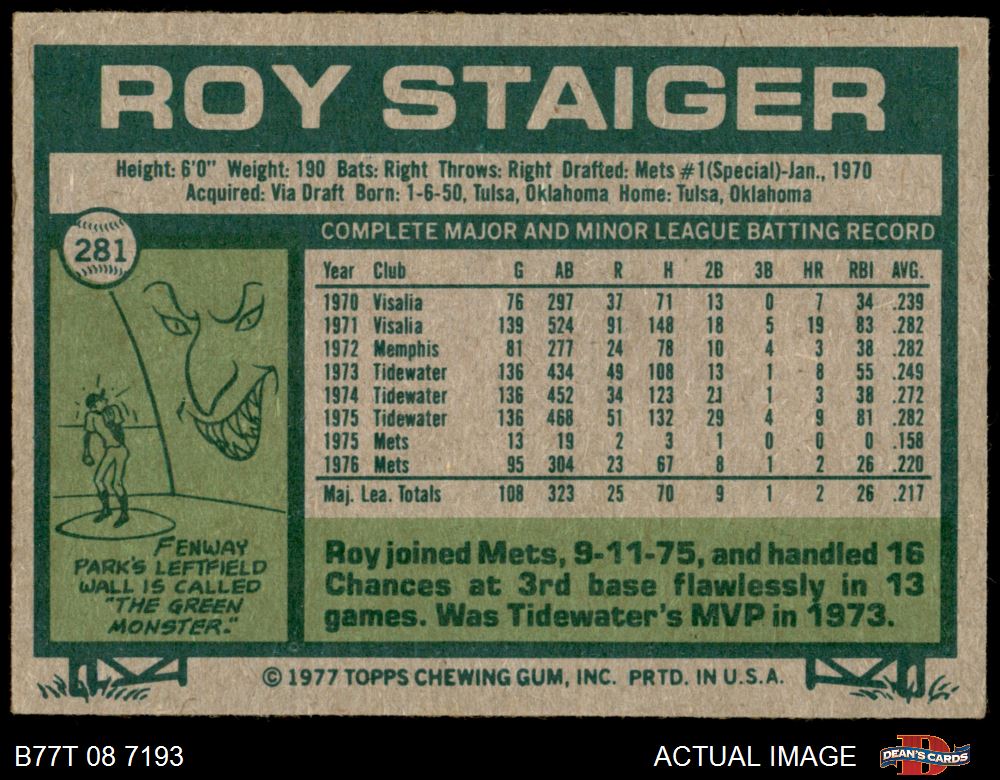 ROY STAIGER
Height: 6'0" Weight: 190 Bats: Right Throws: Right Drafted: Mets #1(Special)-Jan., 1970
Acquired: Via Draft Born: 1-6-50, Tulsa, Oklahoma Home: Tulsa, Oklahoma
281
COMPLETE MAJOR AND MINOR LEAGUE BATTING RECORD
Year Club G AB R H 2B 3B HR RBI AVG.
1970 Visalia 76 297 37 71 13 0 7 34 .239
1971 Visalia 139 524 91 148 18 5 19 83 .282
1972 Memphis 81 277 24 78 10 4 3 38 .282
1973 Tidewater 136 434 49 108 13 1 8 55 .249
1974 Tidewater 136 452 34 123 21 1 3 38 .272
1975 Tidewater 136 468 51 132 29 4 9 81 .282
1975 Mets 13 19 2 3 1 0 0 0 .158
1976 Mets 95 304 23 67 8 1 2 26 .220
Maj. Lea. Totals 108 323 25 70 9 1 2 26 .217
FENWAY
PARK'S LEFTFIELD
WALL IS CALLED
"THE GREEN
MONSTER."
Roy joined Mets, 9-11-75, and handled 16
Chances at 3rd base flawlessly in 13
games. Was Tidewater's MVP in 1973.
© 1977 TOPPS CHEWING GUM, INC. PRTD. IN U.S.A.
B77T 08 7193
ACTUAL IMAGE
DEAN'S CARDS